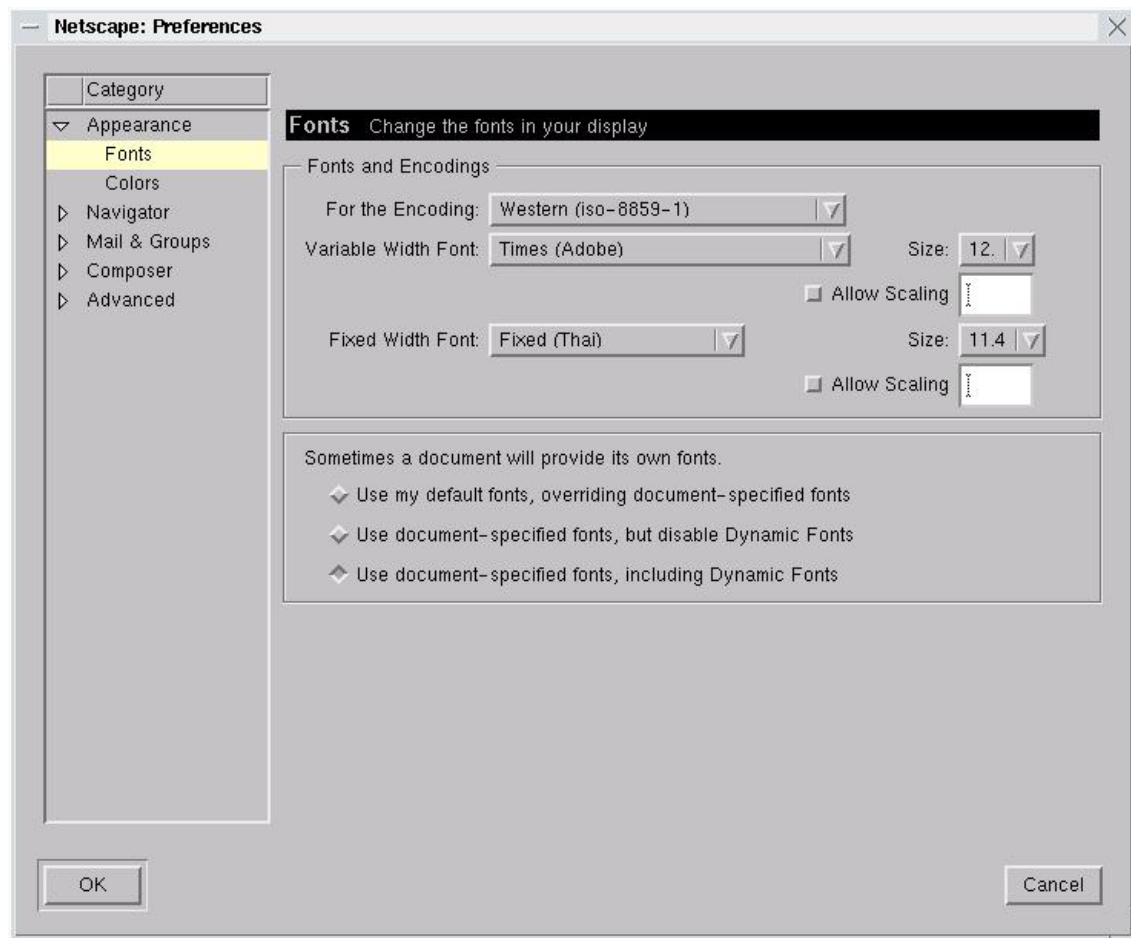 Netscape: Preferences
Category
Appearance
Fonts
Colors
Navigator
Mail & Groups
Composer
Advanced
Fonts Change the fonts in your display
Fonts and Encodings
For the Encoding: Western (iso-8859-1)
Variable Width Font: Times (Adobe) Size: 12.
Allow Scaling
Fixed Width Font: Fixed (Thai) Size: 11.4
Allow Scaling
Sometimes a document will provide its own fonts.
Use my default fonts, overriding document-specified fonts
Use document-specified fonts, but disable Dynamic Fonts
Use document-specified fonts, including Dynamic Fonts
OK Cancel